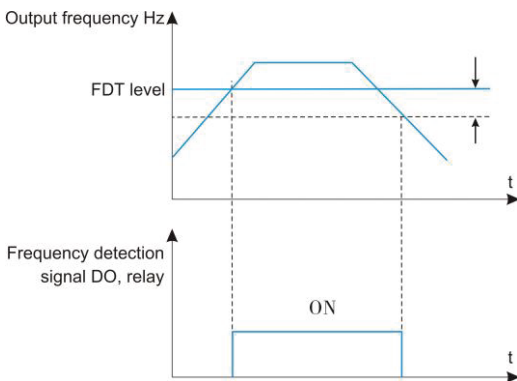 Output frequency Hz
FDT level
t
Frequency detection
signal DO, relay
ON
t